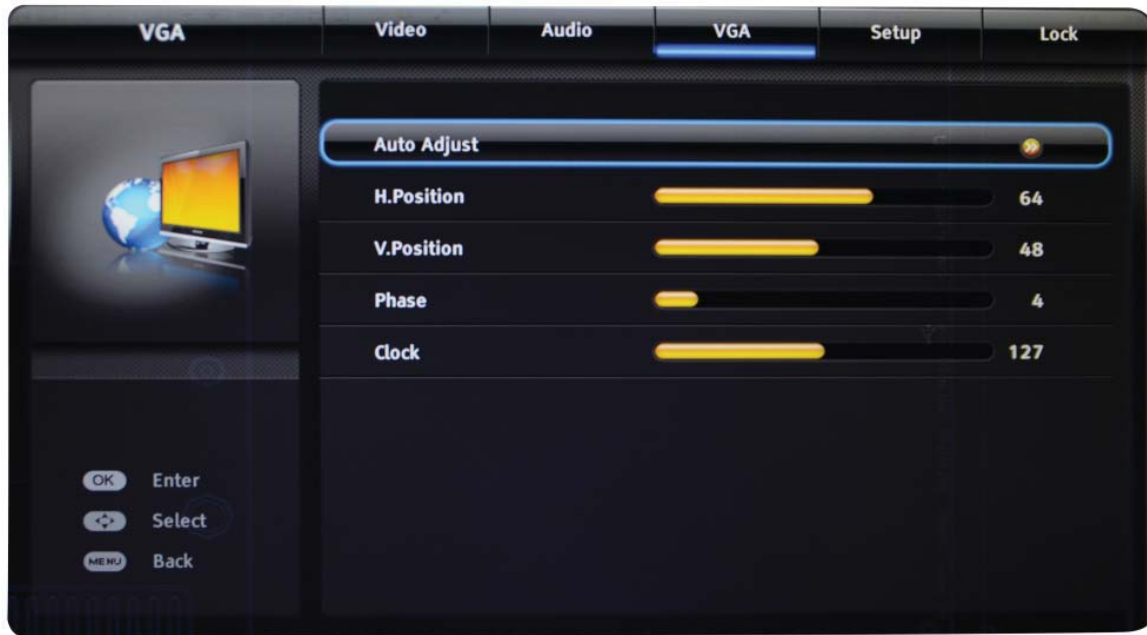 VGA
Video Audio VGA Setup Lock
Auto Adjust
H.Position 64
V.Position 48
Phase 4
Clock 127
OK Enter
Select
MENU Back